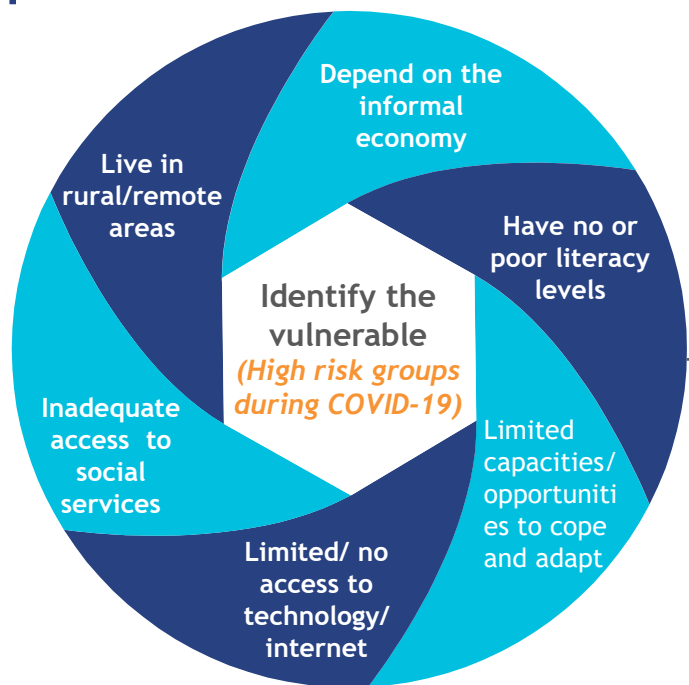 Identify the
vulnerable
(High risk groups
during COVID-19)
Depend on the
informal
economy
Have no or
poor literacy
levels
Limited
capacities/
opportuniti
es to cope
and adapt
Limited/ no
access to
technology/
internet
Inadequate
access  to
social
services
Live in
rural/remote
areas